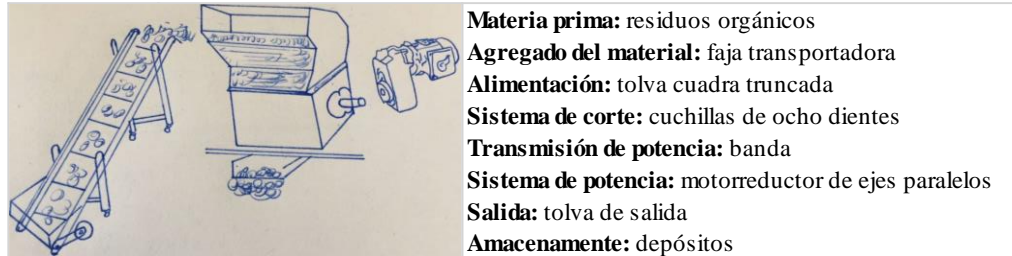 Materia prima: residuos orgánicos
Agregado del material: faja transportadora
Alimentación: tolva cuadra truncada
Sistema de corte: cuchillas de ocho dientes
Transmisión de potencia: banda
Sistema de potencia: motorreductor de ejes paralelos
Salida: tolva de salida
Amacenamente: depósitos